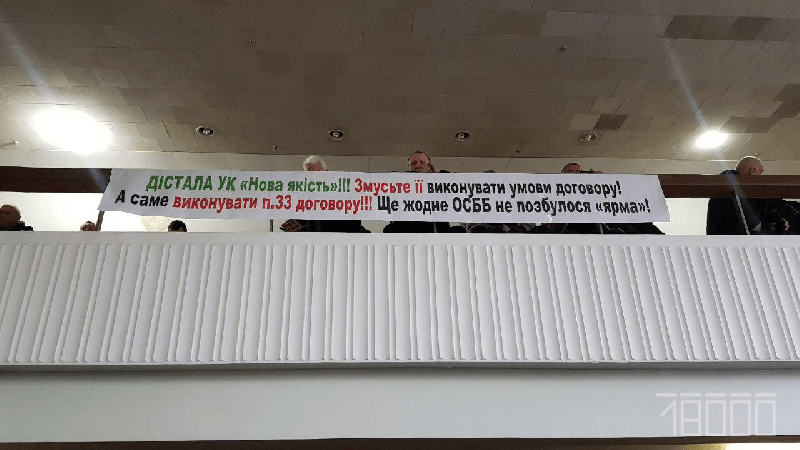 ДІСТАЛА УК «Нова якість»!!! Змусьте її виконувати умови договору!
А саме виконувати п.33 договору!!! Ще жодне ОСББ не позбулося «ярма»!
18000